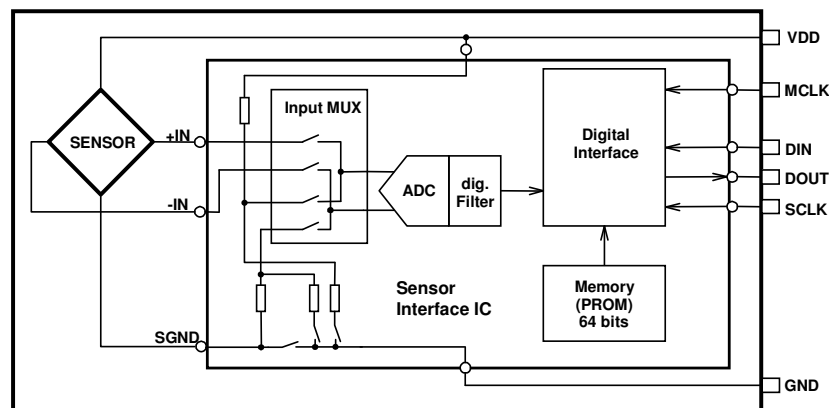 VDD
MCLK
Input MUX
+IN
SENSOR
Digital
Interface
DIN
ADC
dig.
Filter
DOUT
-IN
SCLK
Sensor
Interface IC
Memory
(PROM)
64 bits
SGND
GND